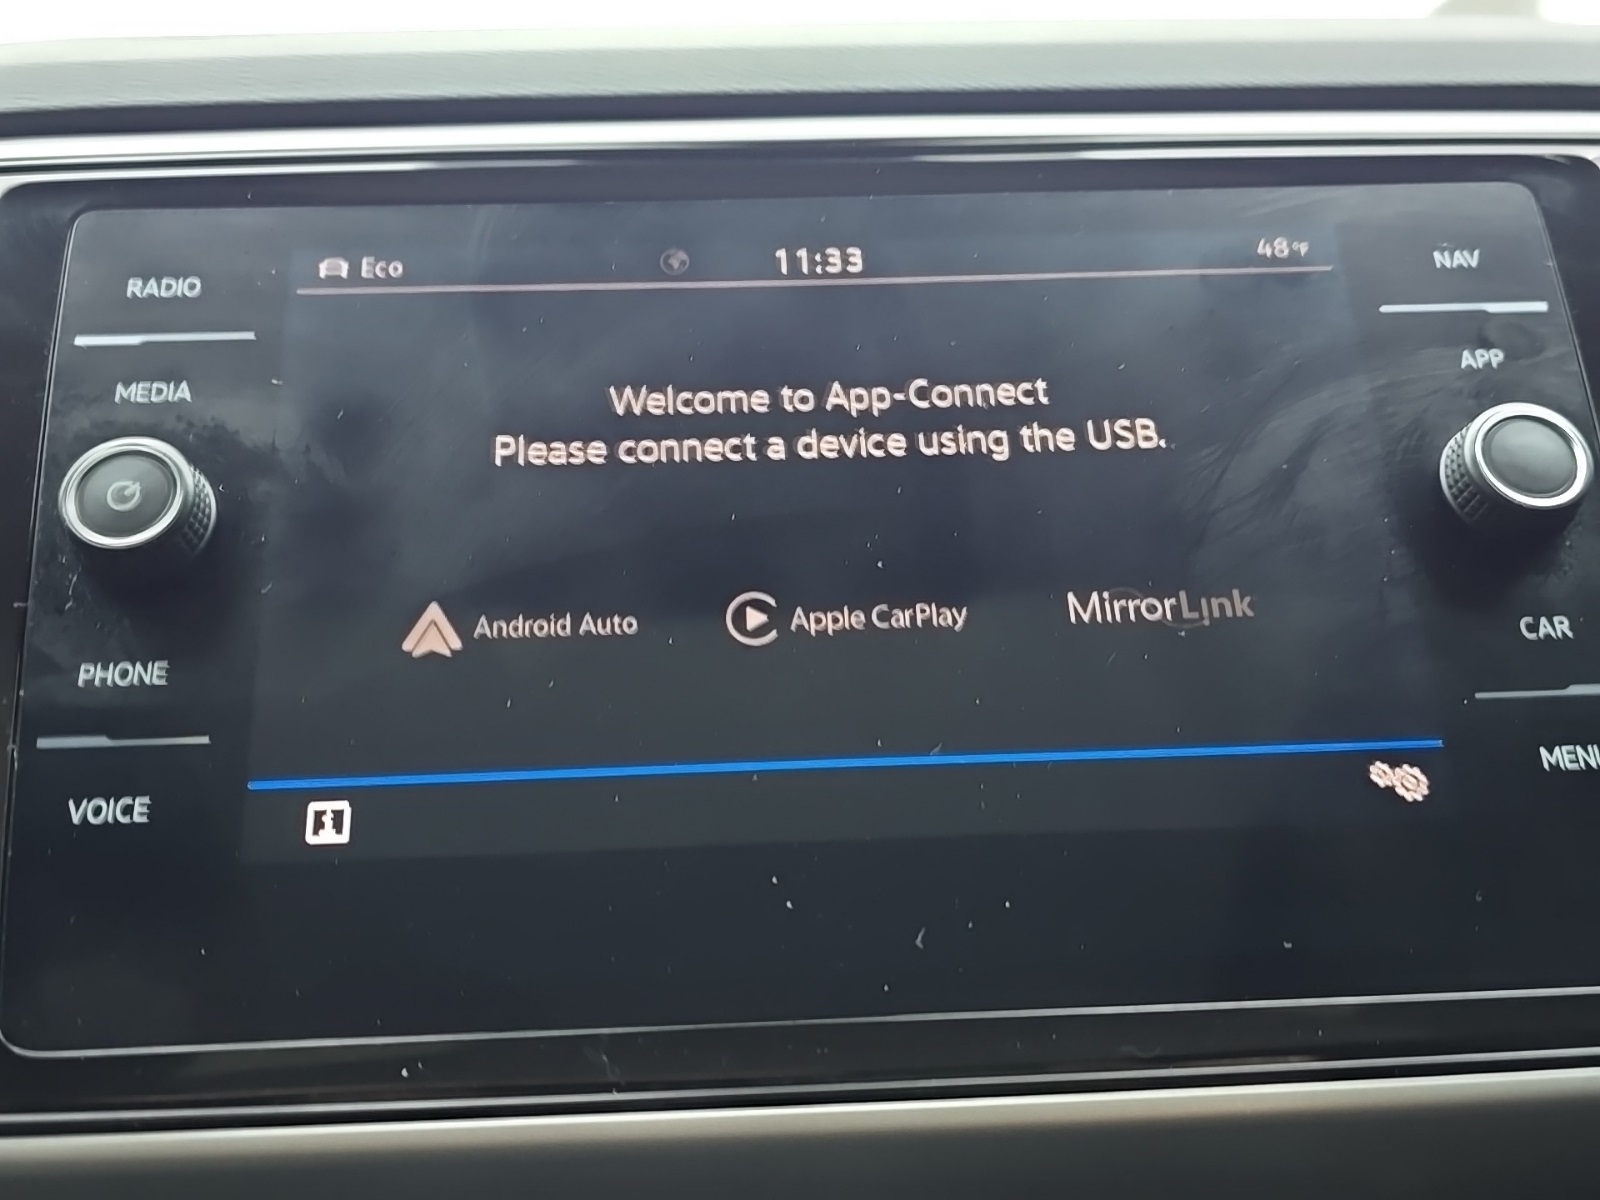 RADIO
MEDIA
PHONE
VOICE
Eco
11:33
48°F
Welcome to App-Connect
Please connect a device using the USB.
Android Auto
Apple CarPlay
MirrorLink
NAV
APP
CAR
MENU